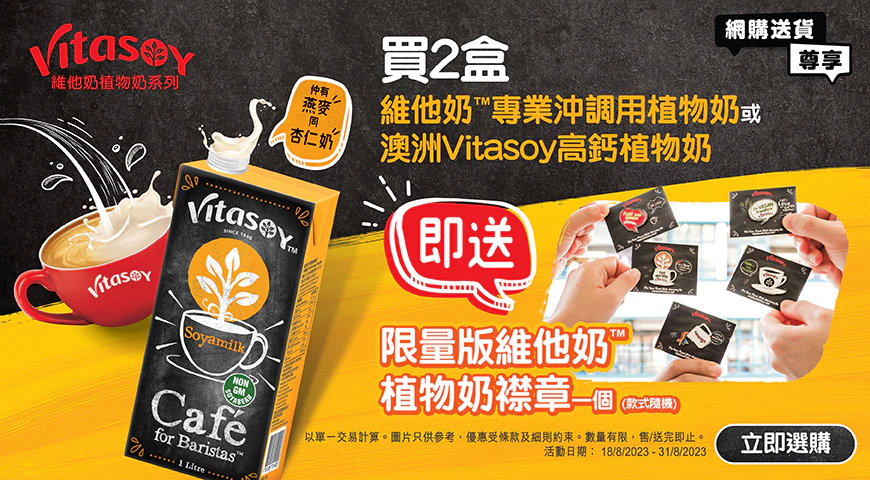 Vitasoy
維他奶植物奶系列
網購送貨
尊享
買2盒
維他奶™專業沖調用植物奶或
澳洲Vitasoy高鈣植物奶
仲有
燕麥
同
杏仁奶
Vitasoy™
SINCE 1940
Soyamilk
NON
GM
SOYABEAN
Café
for Baristas™
1 Litre
Vitasoy
即送
限量版維他奶™
植物奶襟章一個 (款式隨機)
以單一交易計算。圖片只供參考，優惠受條款及細則約束。數量有限，售/送完即止。
活動日期： 18/8/2023 - 31/8/2023
立即選購